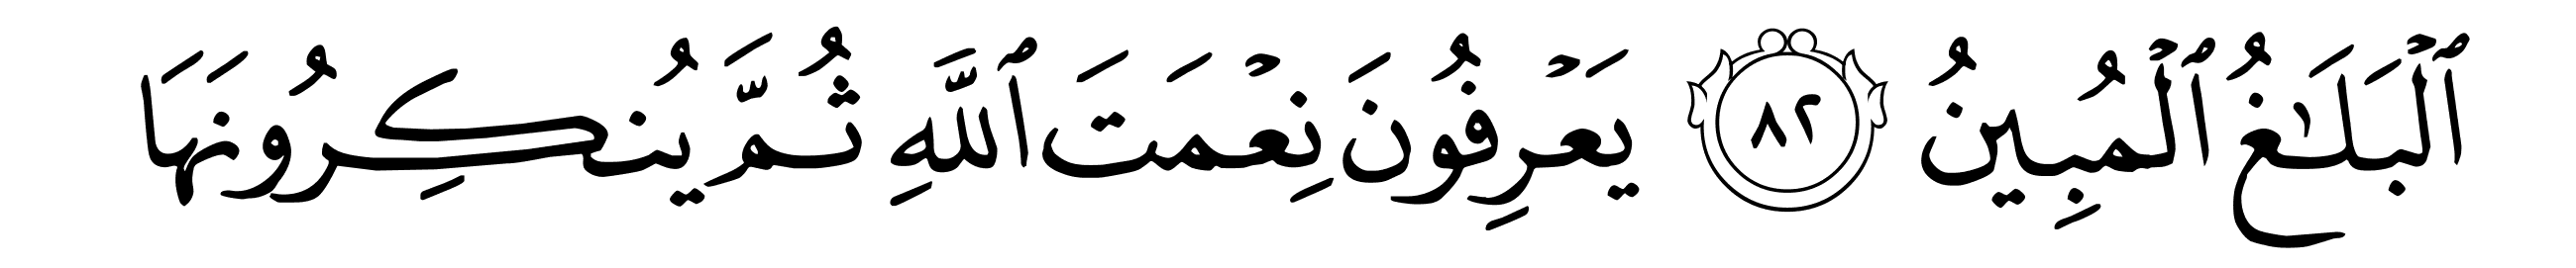 ٱلْبَلَـٰغُ ٱلْمُبِينُ ٨٢ يَعْرِفُونَ نِعْمَتَ ٱللَّهِ ثُمَّ يُنكِرُونَهَا